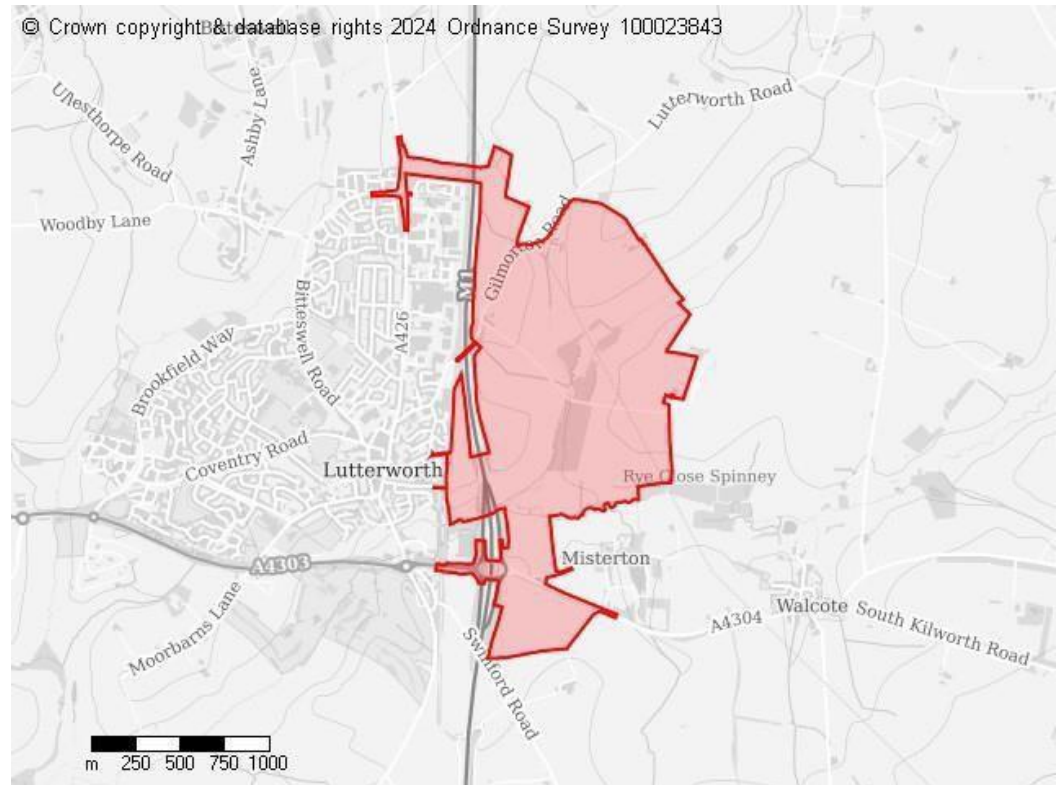 © Crown copyright & database rights 2024 Ordnance Survey 100023843
Ullesthorpe Road
Ashby Lane
Lutterworth Road
Woodby Lane
Gilmorton Road
M1
Bitteswell Road
A426
Brookfield Way
Coventry Road
Lutterworth
Rye Close Spinney
Misterton
A4303
Moorbarns Lane
Swinford Road
A4304
Walcote
South Kilworth Road
m 250 500 750 1000